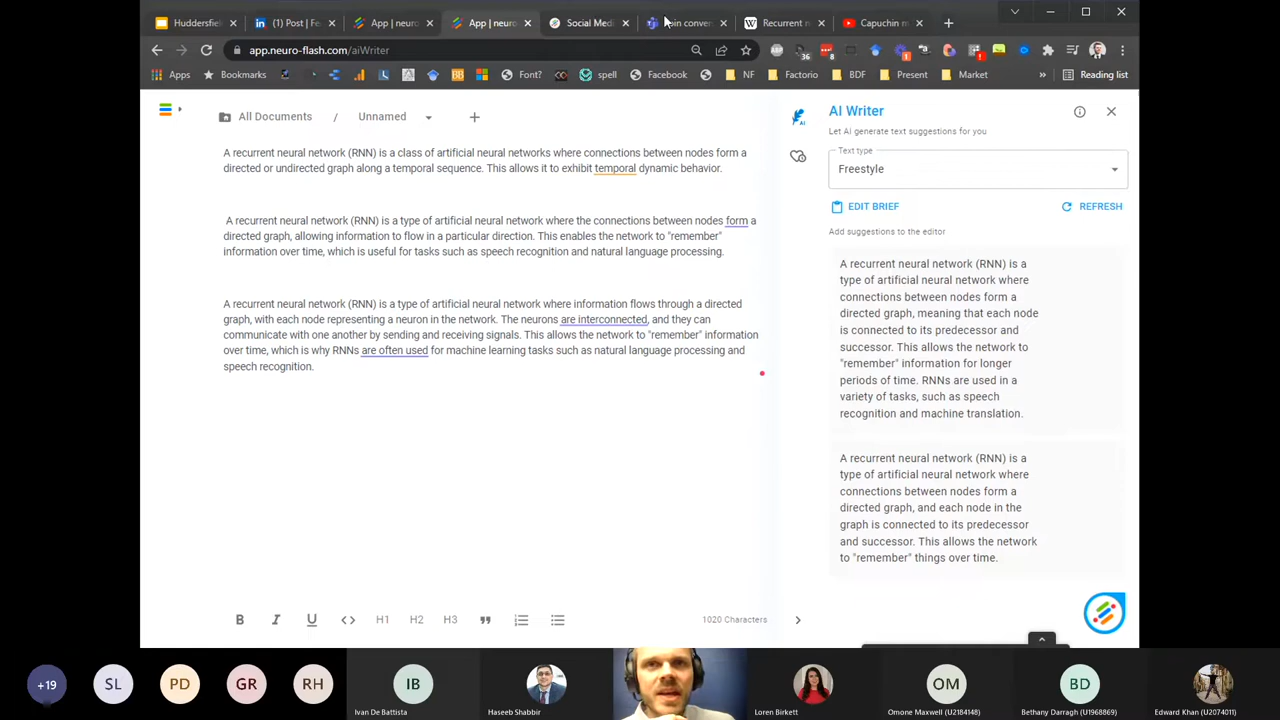 Huddersfiel
Post | Fea
App | neuro
App | neuro
Social Medi
Join conver
Recurrent n
Capuchin m
app.neuro-flash.com/aiWriter
36
8
Apps
Bookmarks
Font?
spell
Facebook
NF
Factorio
BDF
Present
Market
Reading list
All Documents / Unnamed
A recurrent neural network (RNN) is a class of artificial neural networks where connections between nodes form a
directed or undirected graph along a temporal sequence. This allows it to exhibit temporal dynamic behavior.
A recurrent neural network (RNN) is a type of artificial neural network where the connections between nodes form a
directed graph, allowing information to flow in a particular direction. This enables the network to "remember"
information over time, which is useful for tasks such as speech recognition and natural language processing.
A recurrent neural network (RNN) is a type of artificial neural network where information flows through a directed
graph, with each node representing a neuron in the network. The neurons are interconnected, and they can
communicate with one another by sending and receiving signals. This allows the network to "remember" information
over time, which is why RNNs are often used for machine learning tasks such as natural language processing and
speech recognition.
B I U <> H1 H2 H3
1020 Characters
AI
AI Writer
Let Ai generate text suggestions for you
Text type
Freestyle
EDIT BRIEF
REFRESH
Add suggestions to the editor
A recurrent neural network (RNN) is a
type of artificial neural network where
connections between nodes form a
directed graph, meaning that each node
is connected to its predecessor and
successor. This allows the network to
"remember" information for longer
periods of time. RNNs are used in a
variety of tasks, such as speech
recognition and machine translation.
A recurrent neural network (RNN) is a
type of artificial neural network where
connections between nodes form a
directed graph, and each node in the
graph is connected to its predecessor
and successor. This allows the network
to "remember" things over time.
+19
SL
PD
GR
RH
IB
OM
BD
Ivan De Battista
Haseeb Shabbir
Loren Birkett
Omone Maxwell (U2184148)
Bethany Darragh (U1968869)
Edward Khan (U2074011)